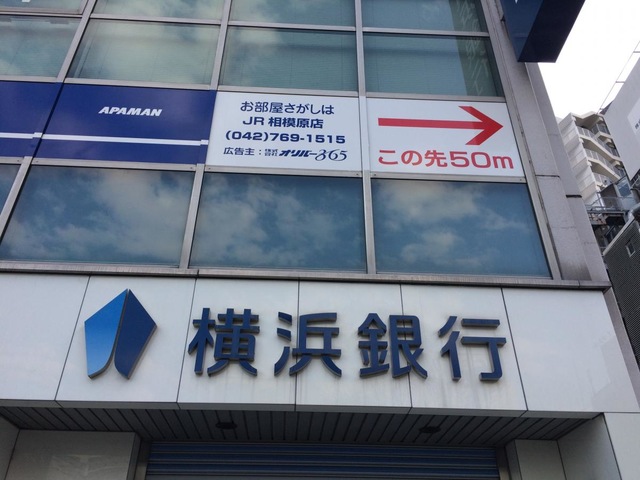 APAMAN
お部屋さがしは
JR 相模原店
(042)769-1515
広告主：株式会社オリバー365
この先50m
横浜銀行